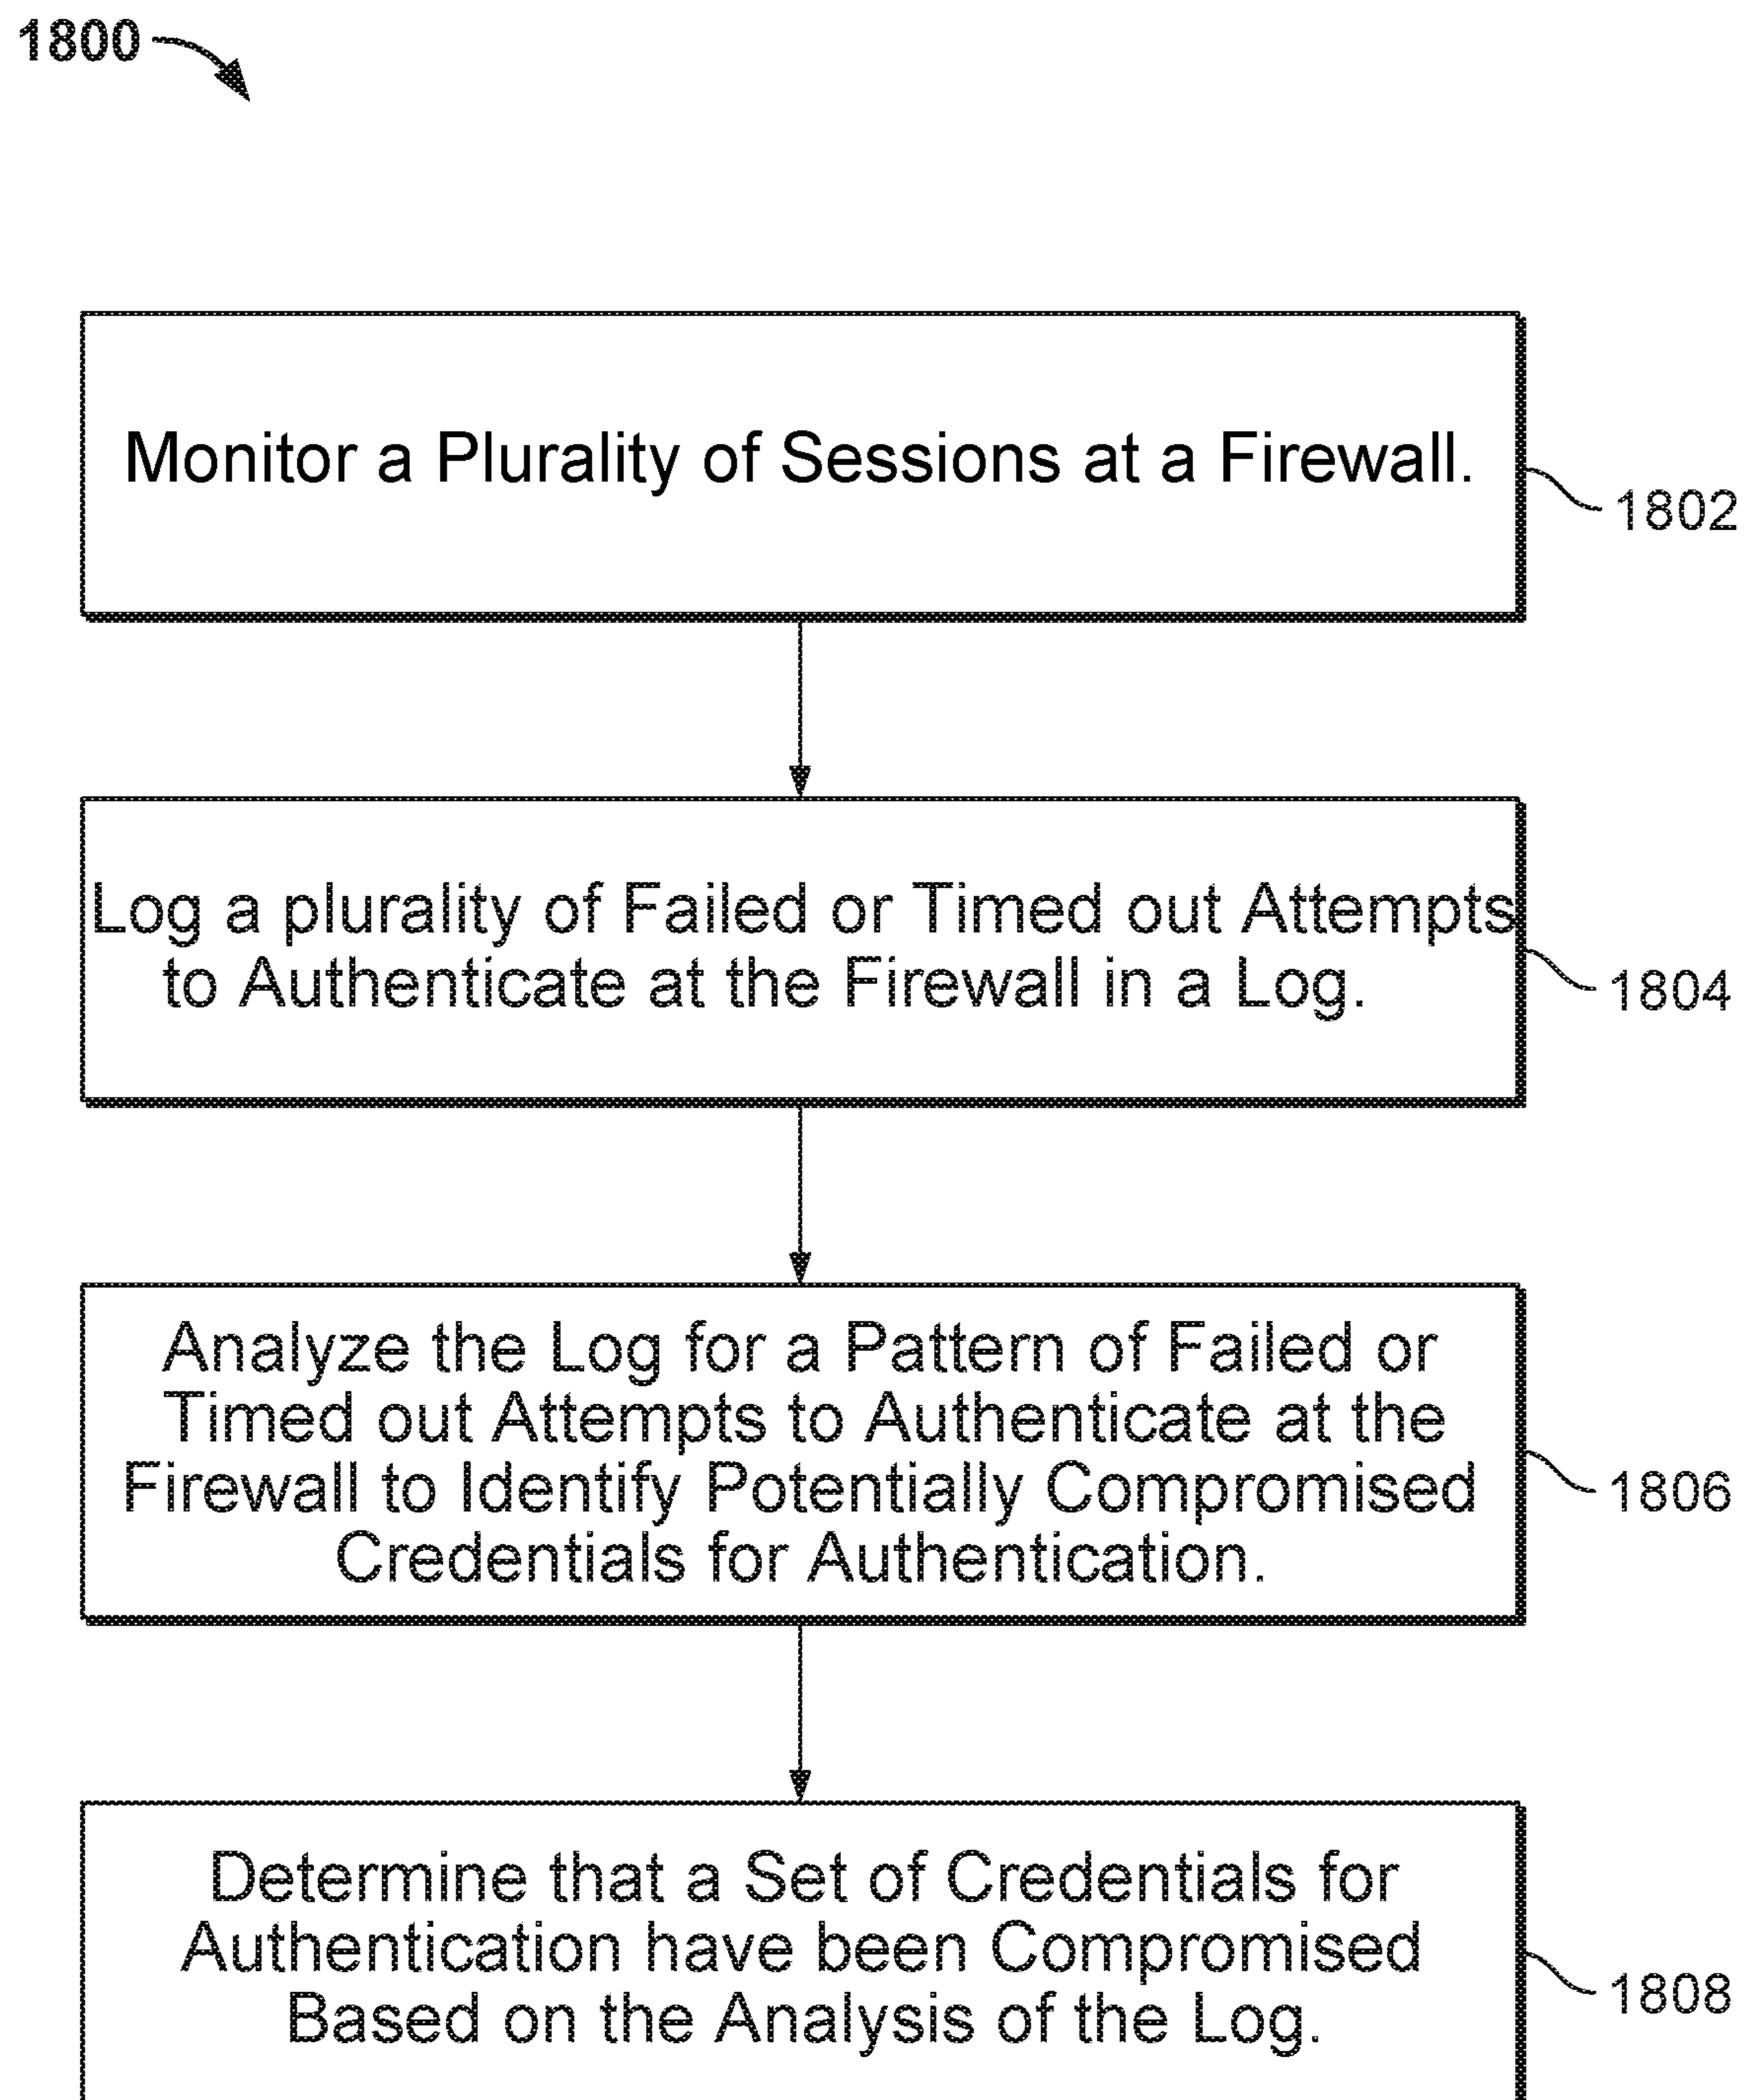 1800
Monitor a Plurality of Sessions at a Firewall.
1802
Log a plurality of Failed or Timed out Attempts
to Authenticate at the Firewall in a Log.
1804
Analyze the Log for a Pattern of Failed or
Timed out Attempts to Authenticate at the
Firewall to Identify Potentially Compromised
Credentials for Authentication.
1806
Determine that a Set of Credentials for
Authentication have been Compromised
Based on the Analysis of the Log.
1808